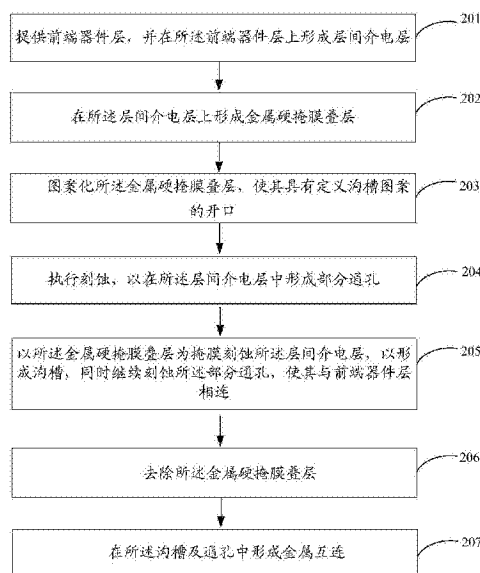 201
提供前端器件层，并在所述前端器件层上形成层间介电层
202
在所述层间介电层上形成金属硬掩膜叠层
图案化所述金属硬掩膜叠层，使其具有定义沟槽图案
的开口
203
执行刻蚀，以在所述层间介电层中形成部分通孔
204
以所述金属硬掩膜叠层为掩膜刻蚀所述层间介电层，以形
成沟槽，同时继续刻蚀所述部分通孔，使其与前端器件层
相连
205
去除所述金属硬掩膜叠层
206
在所述沟槽及通孔中形成金属互连
207